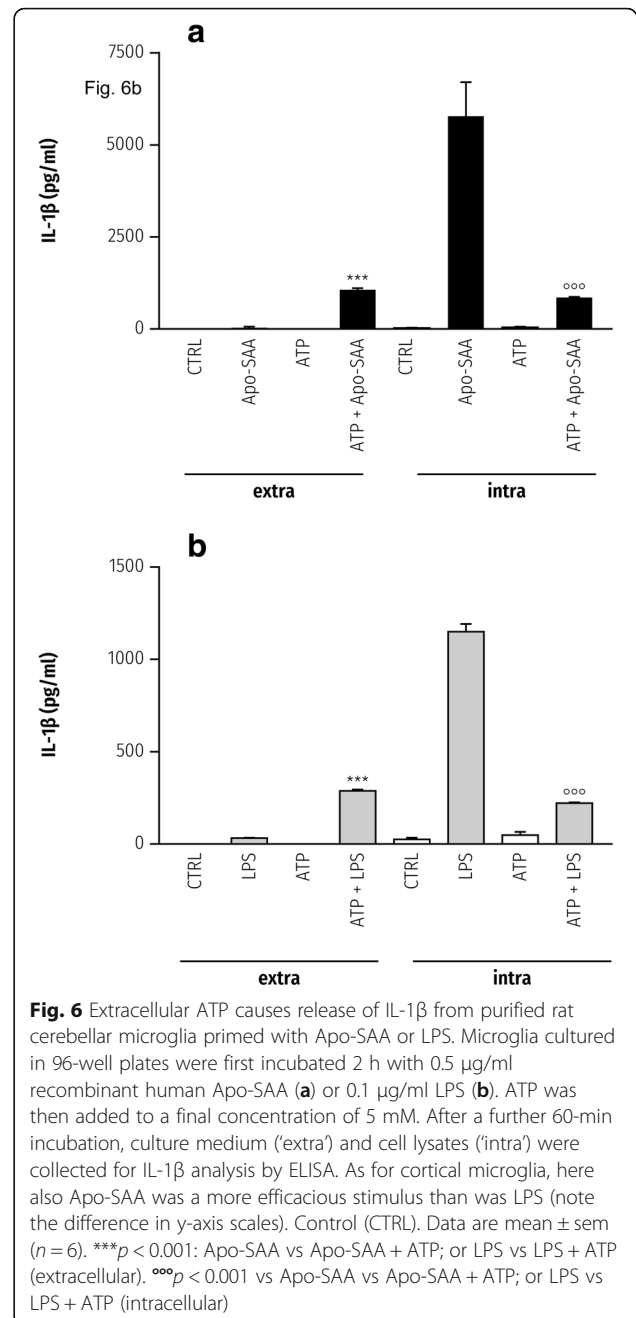 a
7500
Fig. 6b
5000
2500
0
IL-1β (pg/ml)
CTRL
Apo-SAA
ATP
ATP + Apo-SAA
CTRL
Apo-SAA
ATP
ATP + Apo-SAA
***
°°°
extra
intra
b
1500
1000
500
0
IL-1β (pg/ml)
CTRL
LPS
ATP
ATP + LPS
CTRL
LPS
ATP
ATP + LPS
***
°°°
extra
intra
Fig. 6 Extracellular ATP causes release of IL-1β from purified rat
cerebellar microglia primed with Apo-SAA or LPS. Microglia cultured
in 96-well plates were first incubated 2 h with 0.5 μg/ml
recombinant human Apo-SAA (a) or 0.1 μg/ml LPS (b). ATP was
then added to a final concentration of 5 mM. After a further 60-min
incubation, culture medium (‘extra’) and cell lysates (‘intra’) were
collected for IL-1β analysis by ELISA. As for cortical microglia, here
also Apo-SAA was a more efficacious stimulus than was LPS (note
the difference in y-axis scales). Control (CTRL). Data are mean ± sem
(n = 6). ***p < 0.001: Apo-SAA vs Apo-SAA + ATP; or LPS vs LPS + ATP
(extracellular). °°°p < 0.001 vs Apo-SAA vs Apo-SAA + ATP; or LPS vs
LPS + ATP (intracellular)